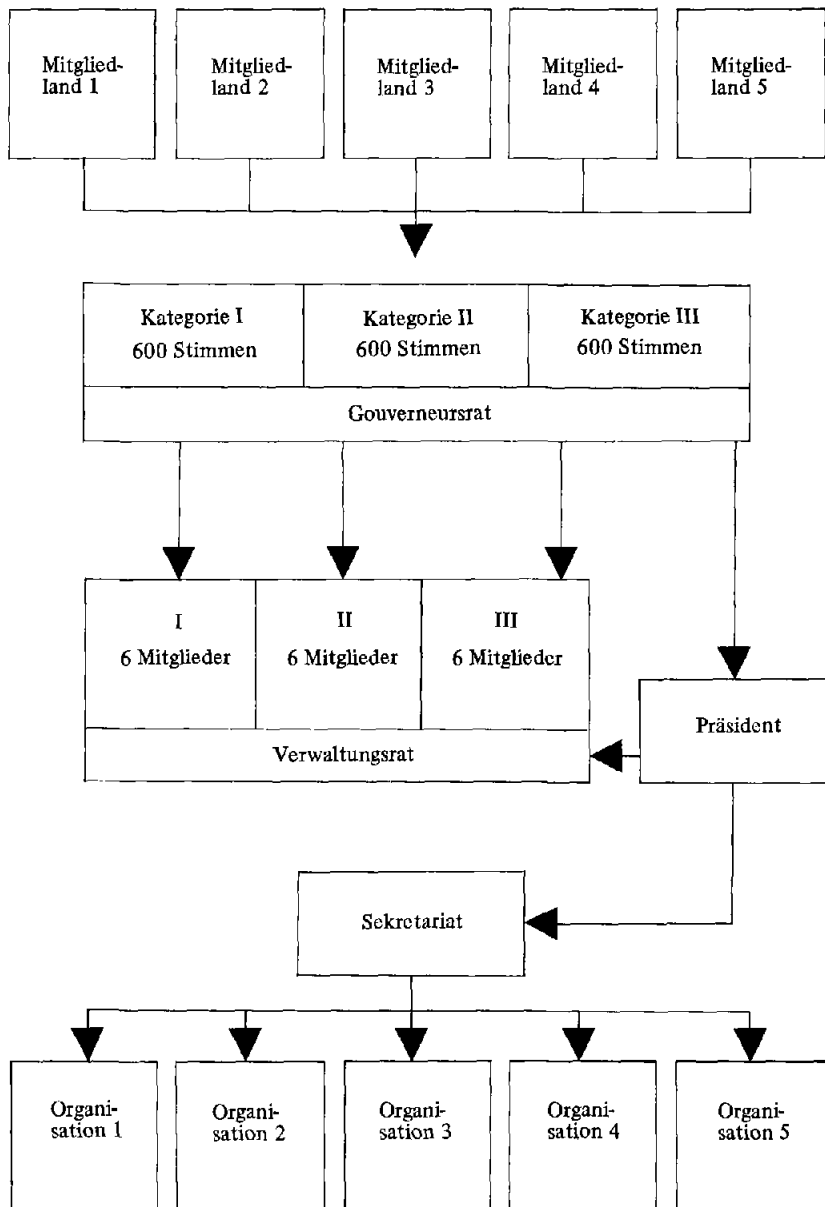 Mitglied-
land 1
Mitglied-
land 2
Mitglied-
land 3
Mitglied-
land 4
Mitglied-
land 5
Kategorie I
600 Stimmen
Kategorie II
600 Stimmen
Kategorie III
600 Stimmen
Gouverneursrat
I
6 Mitglieder
II
6 Mitglieder
III
6 Mitglieder
Verwaltungsrat
Präsident
Sekretariat
Organi-
sation 1
Organi-
sation 2
Organi-
sation 3
Organi-
sation 4
Organi-
sation 5